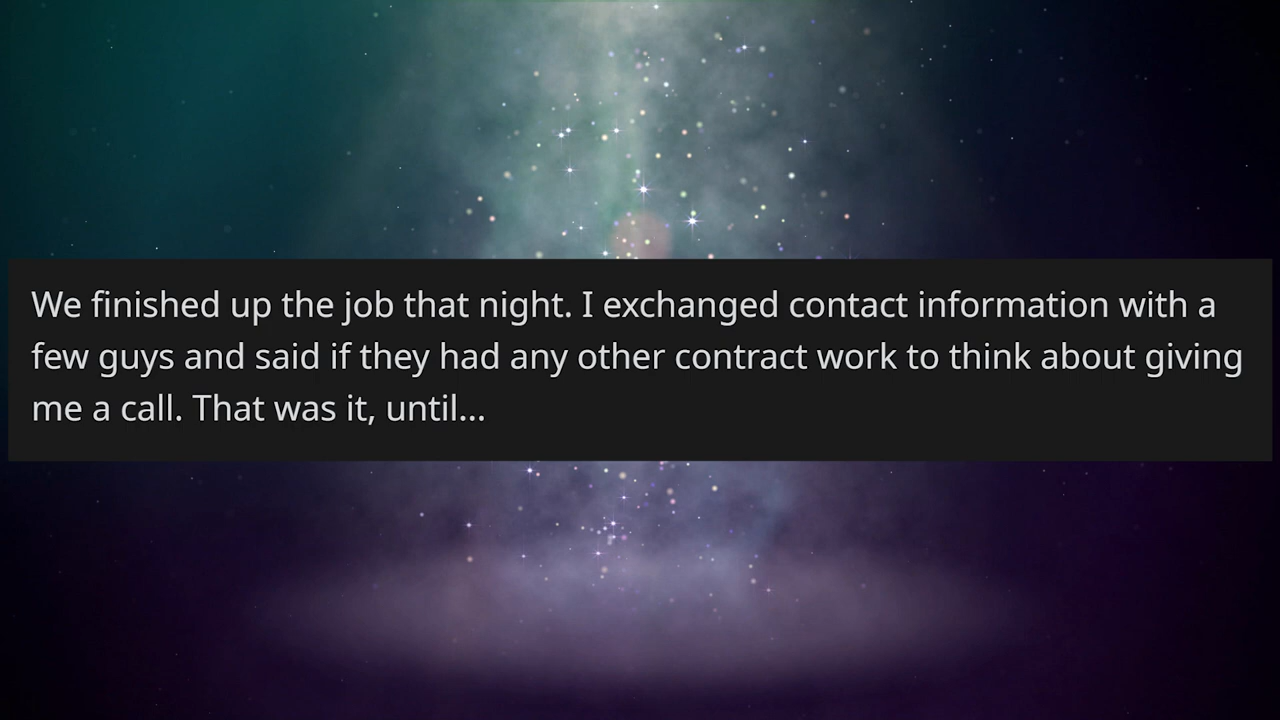 We finished up the job that night. I exchanged contact information with a
few guys and said if they had any other contract work to think about giving
me a call. That was it, until...